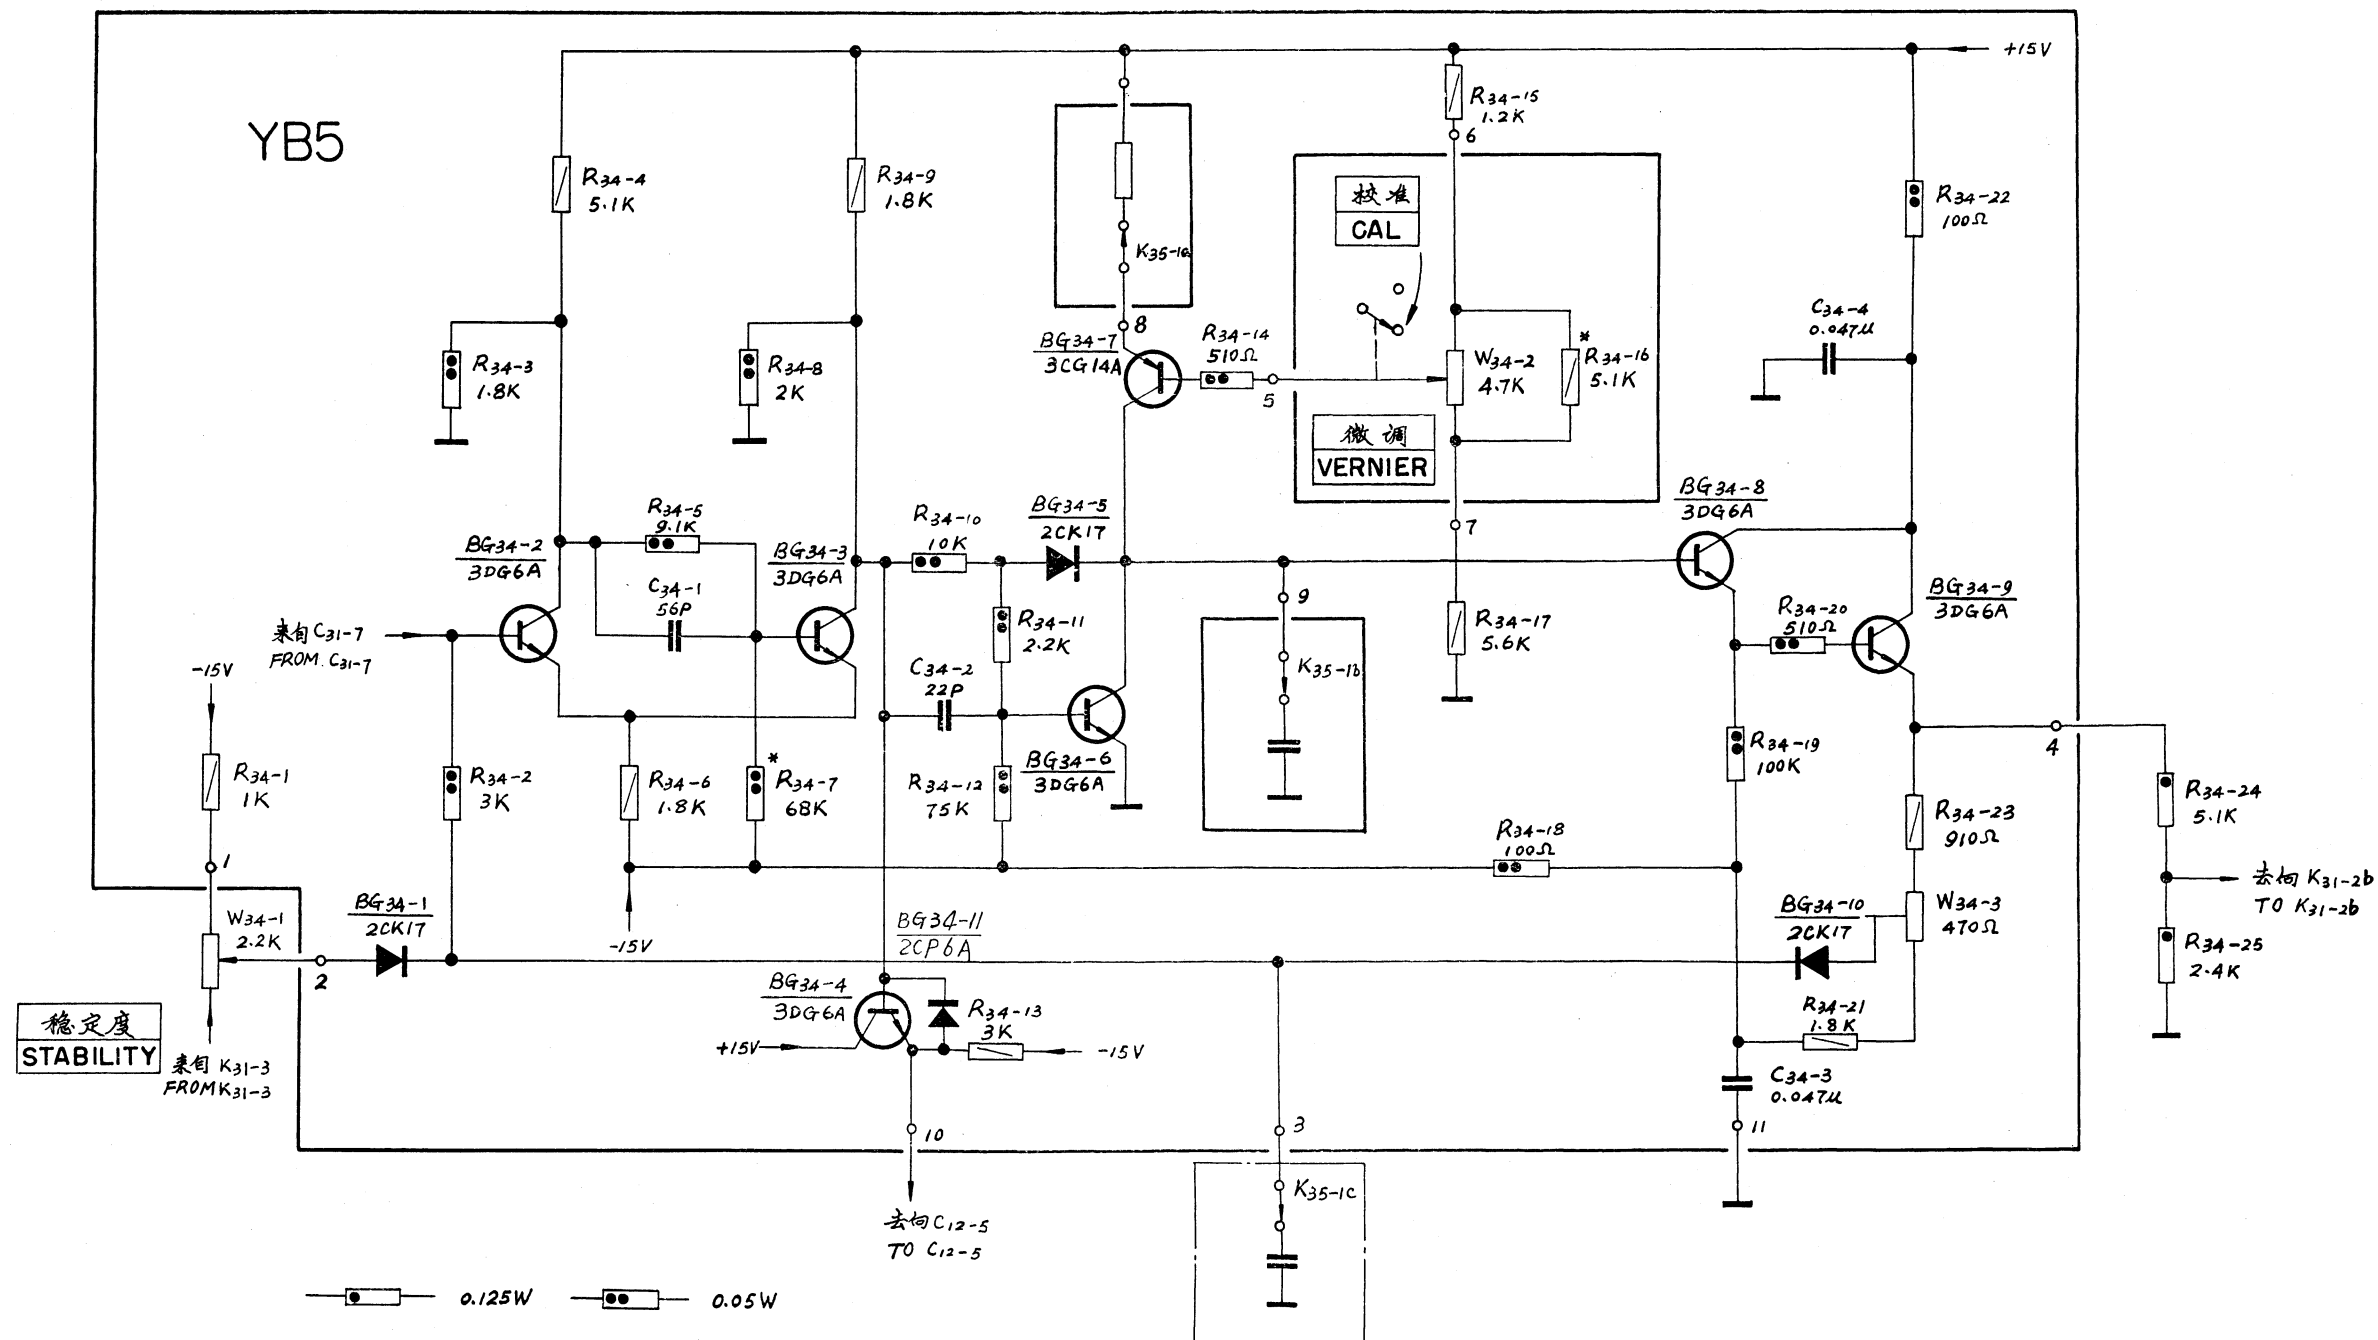 YB5
+15V
R34-15
1.2K
6
R34-4
5.1K
R34-9
1.8K
校准
CAL
R34-22
100Ω
K35-1a
C34-4
0.047μ
8
BG34-7
3CG14A
R34-14
510Ω
5
W34-2
4.7K
*
R34-16
5.1K
R34-3
1.8K
R34-8
2K
微调
VERNIER
R34-5
9.1K
R34-10
10K
BG34-5
2CK17
7
BG34-8
3DG6A
BG34-2
3DG6A
BG34-3
3DG6A
C34-1
56P
9
BG34-9
3DG6A
R34-20
510Ω
来自C31-7
FROM C31-7
R34-11
2.2K
R34-17
5.6K
-15V
C34-2
22P
K35-1b
4
R34-1
1K
R34-2
3K
R34-6
1.8K
*
R34-7
68K
R34-12
75K
BG34-6
3DG6A
R34-19
100K
R34-24
5.1K
R34-23
910Ω
R34-18
100Ω
1
去向 K31-2b
TO K31-2b
W34-1
2.2K
BG34-1
2CK17
-15V
BG34-11
2CP6A
BG34-10
2CK17
W34-3
470Ω
R34-25
2.4K
2
BG34-4
3DG6A
R34-13
3K
稳定度
STABILITY
+15V
-15V
R34-21
1.8K
来自 K31-3
FROM K31-3
C34-3
0.047μ
10
3
11
K35-1c
去向C12-5
TO C12-5
0.125W
0.05W